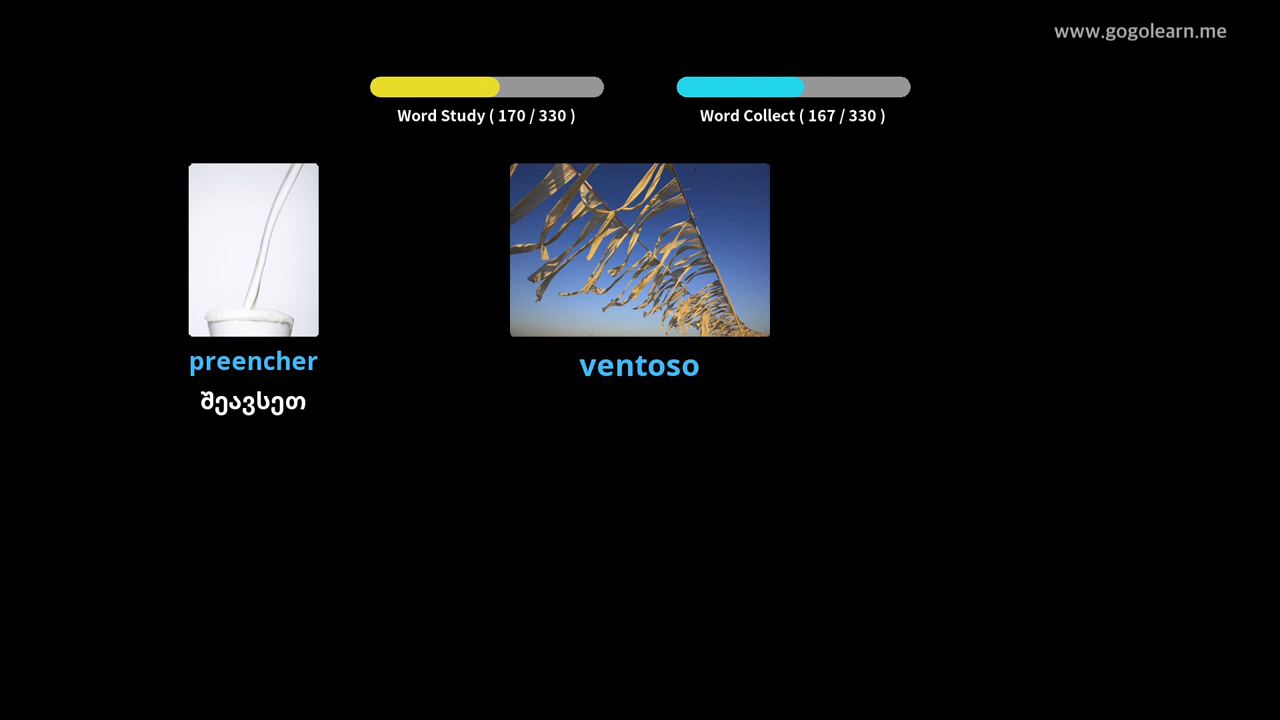 www.gogolearn.me
Word Study ( 170 / 330 )
Word Collect ( 167 / 330 )
preencher
შეავსეთ
ventoso